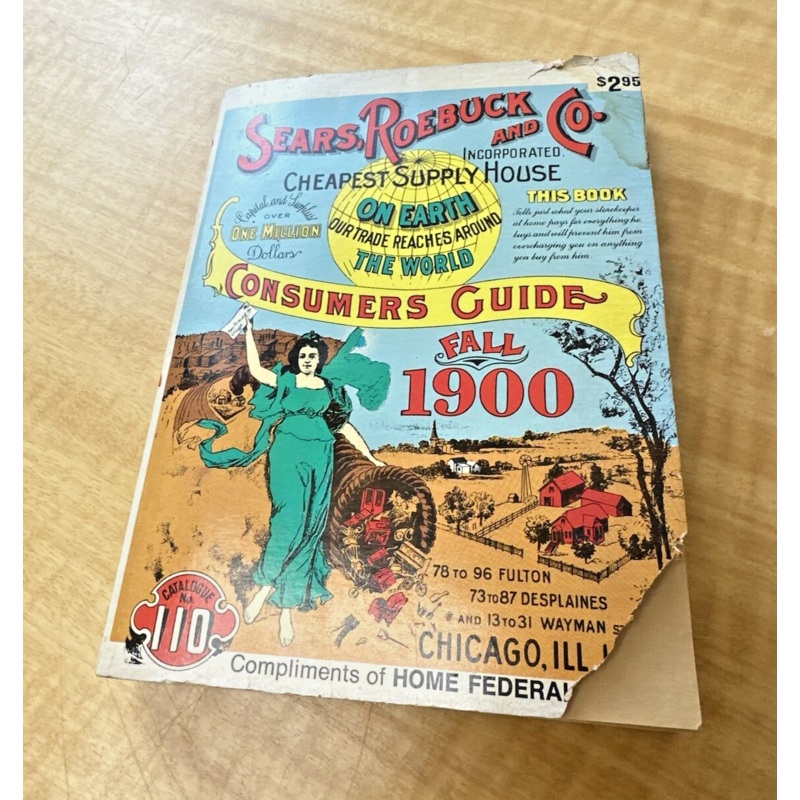 $2.95
SEARS, ROEBUCK AND CO.
INCORPORATED.
CHEAPEST SUPPLY HOUSE
ON EARTH
OUR TRADE REACHES AROUND
THE WORLD
Capital and Surplus
OVER
ONE MILLION
Dollars
THIS BOOK
Tells just what your storekeeper
at home pays for everything he
buys and will prevent him from
overcharging you on anything
you buy from him.
CONSUMERS GUIDE
FALL
1900
78 TO 96 FULTON
73 TO 87 DESPLAINES
AND 13 TO 31 WAYMAN ST
CHICAGO, ILL.
CATALOGUE
No.
110
Compliments of HOME FEDERAL